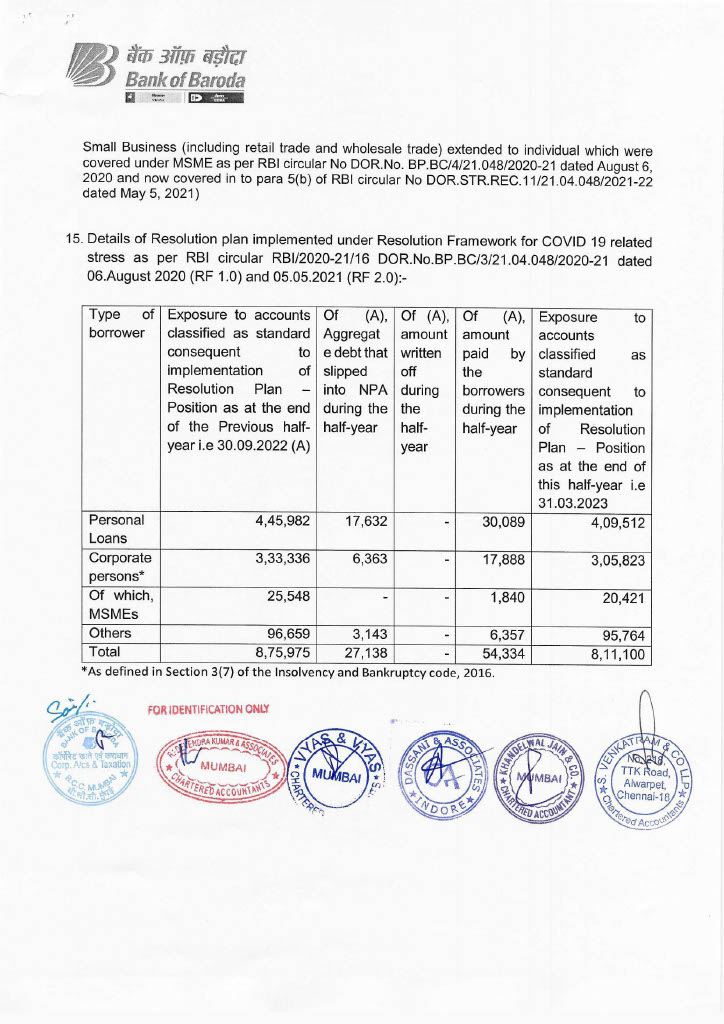 बैंक ऑफ़ बड़ौदा
Bank of Baroda
Small Business (including retail trade and wholesale trade) extended to individual which were
covered under MSME as per RBI circular No DOR.No. BP.BC/4/21.048/2020-21 dated August 6,
2020 and now covered in to para 5(b) of RBI circular No DOR.STR.REC.11/21.04.048/2021-22
dated May 5, 2021)
15. Details of Resolution plan implemented under Resolution Framework for COVID 19 related
stress as per RBI circular RBI/2020-21/16 DOR.No.BP.BC/3/21.04.048/2020-21 dated
06.August 2020 (RF 1.0) and 05.05.2021 (RF 2.0):-
Type of borrower | Exposure to accounts classified as standard consequent to implementation of Resolution Plan – Position as at the end of the Previous half-year i.e 30.09.2022 (A) | Of (A), Aggregat e debt that slipped into NPA during the half-year | Of (A), amount written off during the half-year | Of (A), amount paid by the borrowers during the half-year | Exposure to accounts classified as standard consequent to implementation of Resolution Plan – Position as at the end of this half-year i.e 31.03.2023
Personal Loans | 4,45,982 | 17,632 | - | 30,089 | 4,09,512
Corporate persons* | 3,33,336 | 6,363 | - | 17,888 | 3,05,823
Of which, MSMEs | 25,548 | - | - | 1,840 | 20,421
Others | 96,659 | 3,143 | - | 6,357 | 95,764
Total | 8,75,975 | 27,138 | - | 54,334 | 8,11,100
*As defined in Section 3(7) of the Insolvency and Bankruptcy code, 2016.
FOR IDENTIFICATION ONLY
बैंक ऑफ
BANK OF
Corp. A/cs & Taxation
KUMAR & ASSOCIATES
MUMBAI
CHARTERED ACCOUNTANTS
VYAS & VYAS
MUMBAI
CHARTERED
DASSANI & ASSOCIATES
INDORE
KHANDELWAL JAIN & CO.
MUMBAI
CHARTERED ACCOUNTANT
S. VENKATRAM & CO LLP
TTK Road,
Alwarpet,
Chennai-18
Chartered Accountants